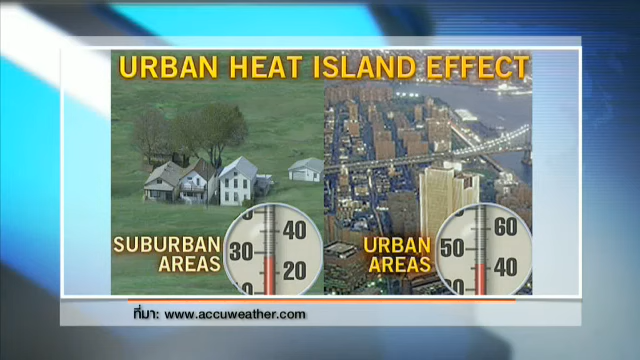 URBAN HEAT ISLAND EFFECT
SUBURBAN
AREAS
30
40
20
URBAN
AREAS
50
60
40
ที่มา: www.accuweather.com